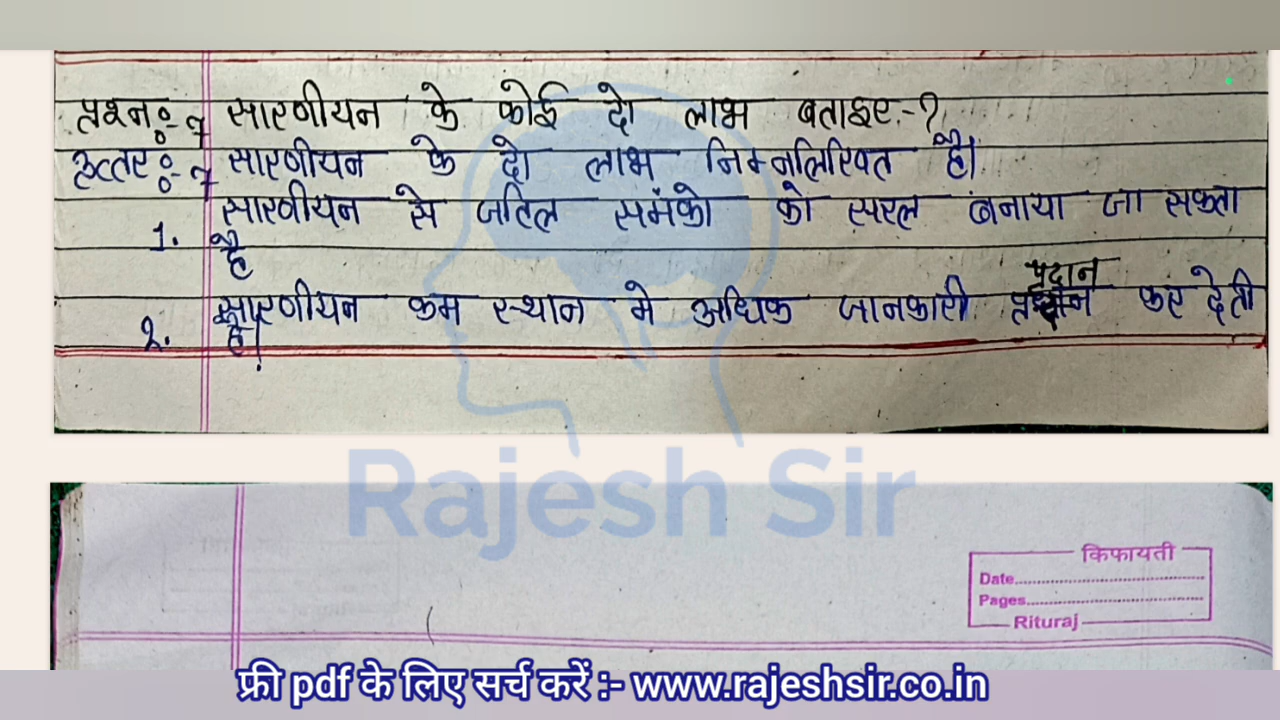 प्रश्न:- सारणीयन के कोई दो लाभ बताइए.-?
उत्तर:- सारणीयन के दो लाभ निम्नलिखित है।
1. सारणीयन से जटिल समंको को सरल बनाया जा सकता
है
2. सारणीयन कम स्थान मे अधिक जानकारी प्रदान कर देती
है।
Rajesh Sir
किफायती
Date
Pages
Rituraj
फ्री pdf के लिए सर्च करें :- www.rajeshsir.co.in